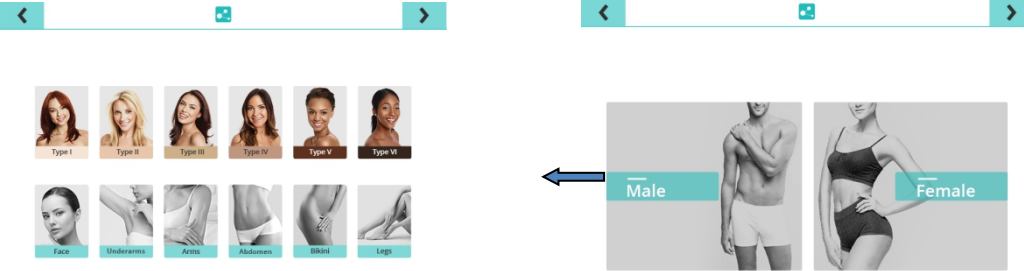 Type I
Type II
Type III
Type IV
Type V
Type VI
Face
Underarms
Arms
Abdomen
Bikini
Legs
Male
Female